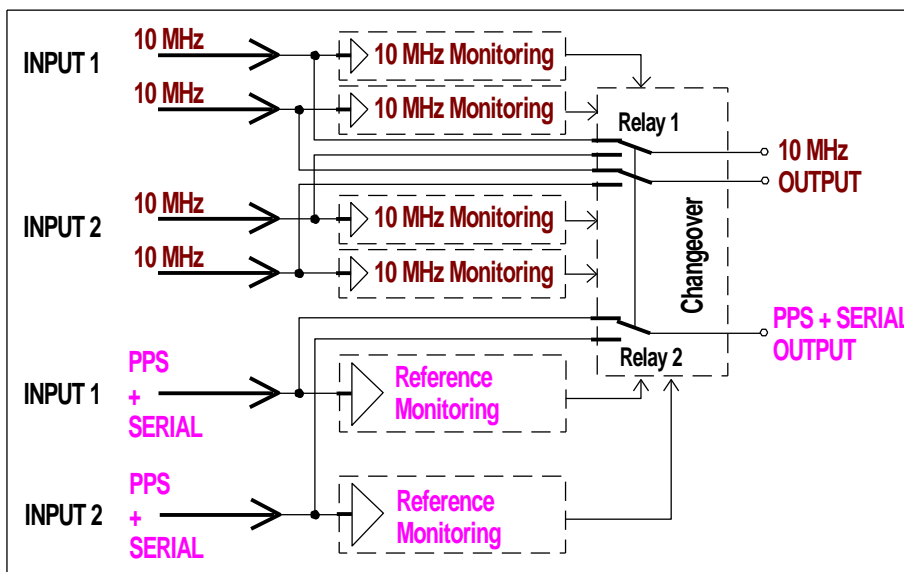 INPUT 1
10 MHz
10 MHz Monitoring
10 MHz
10 MHz Monitoring
Relay 1
10 MHz
OUTPUT
INPUT 2
10 MHz
10 MHz Monitoring
10 MHz
10 MHz Monitoring
Changeover
PPS + SERIAL
OUTPUT
Relay 2
INPUT 1
PPS
+
SERIAL
Reference
Monitoring
INPUT 2
PPS
+
SERIAL
Reference
Monitoring